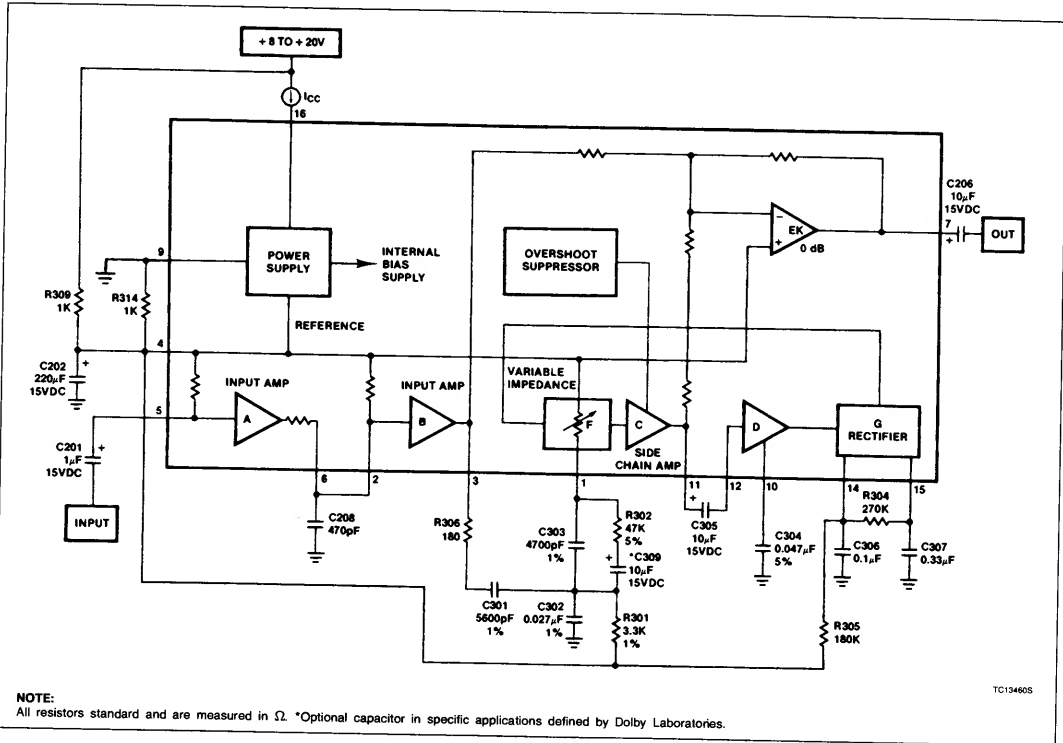 + 8 TO + 20V
ICC
16
C206
10μF
15VDC
7
+
OUT
−
+
EK
0 dB
9
POWER
SUPPLY
INTERNAL
BIAS
SUPPLY
OVERSHOOT
SUPPRESSOR
R309
1K
R314
1K
REFERENCE
4
C202
220μF
15VDC
+
INPUT AMP
INPUT AMP
VARIABLE
IMPEDANCE
5
A
B
F
C
D
G
RECTIFIER
SIDE
CHAIN AMP
C201
1μF
15VDC
+
INPUT
6
2
3
1
11
12
10
14
15
+
R304
270K
C208
470pF
R306
180
C303
4700pF
1%
R302
47K
5%
+
*C309
10μF
15VDC
C305
10μF
15VDC
C304
0.047μF
5%
C306
0.1μF
C307
0.33μF
C301
5600pF
1%
C302
0.027μF
1%
R301
3.3K
1%
R305
180K
TC13460S
NOTE:
All resistors standard and are measured in Ω. *Optional capacitor in specific applications defined by Dolby Laboratories.